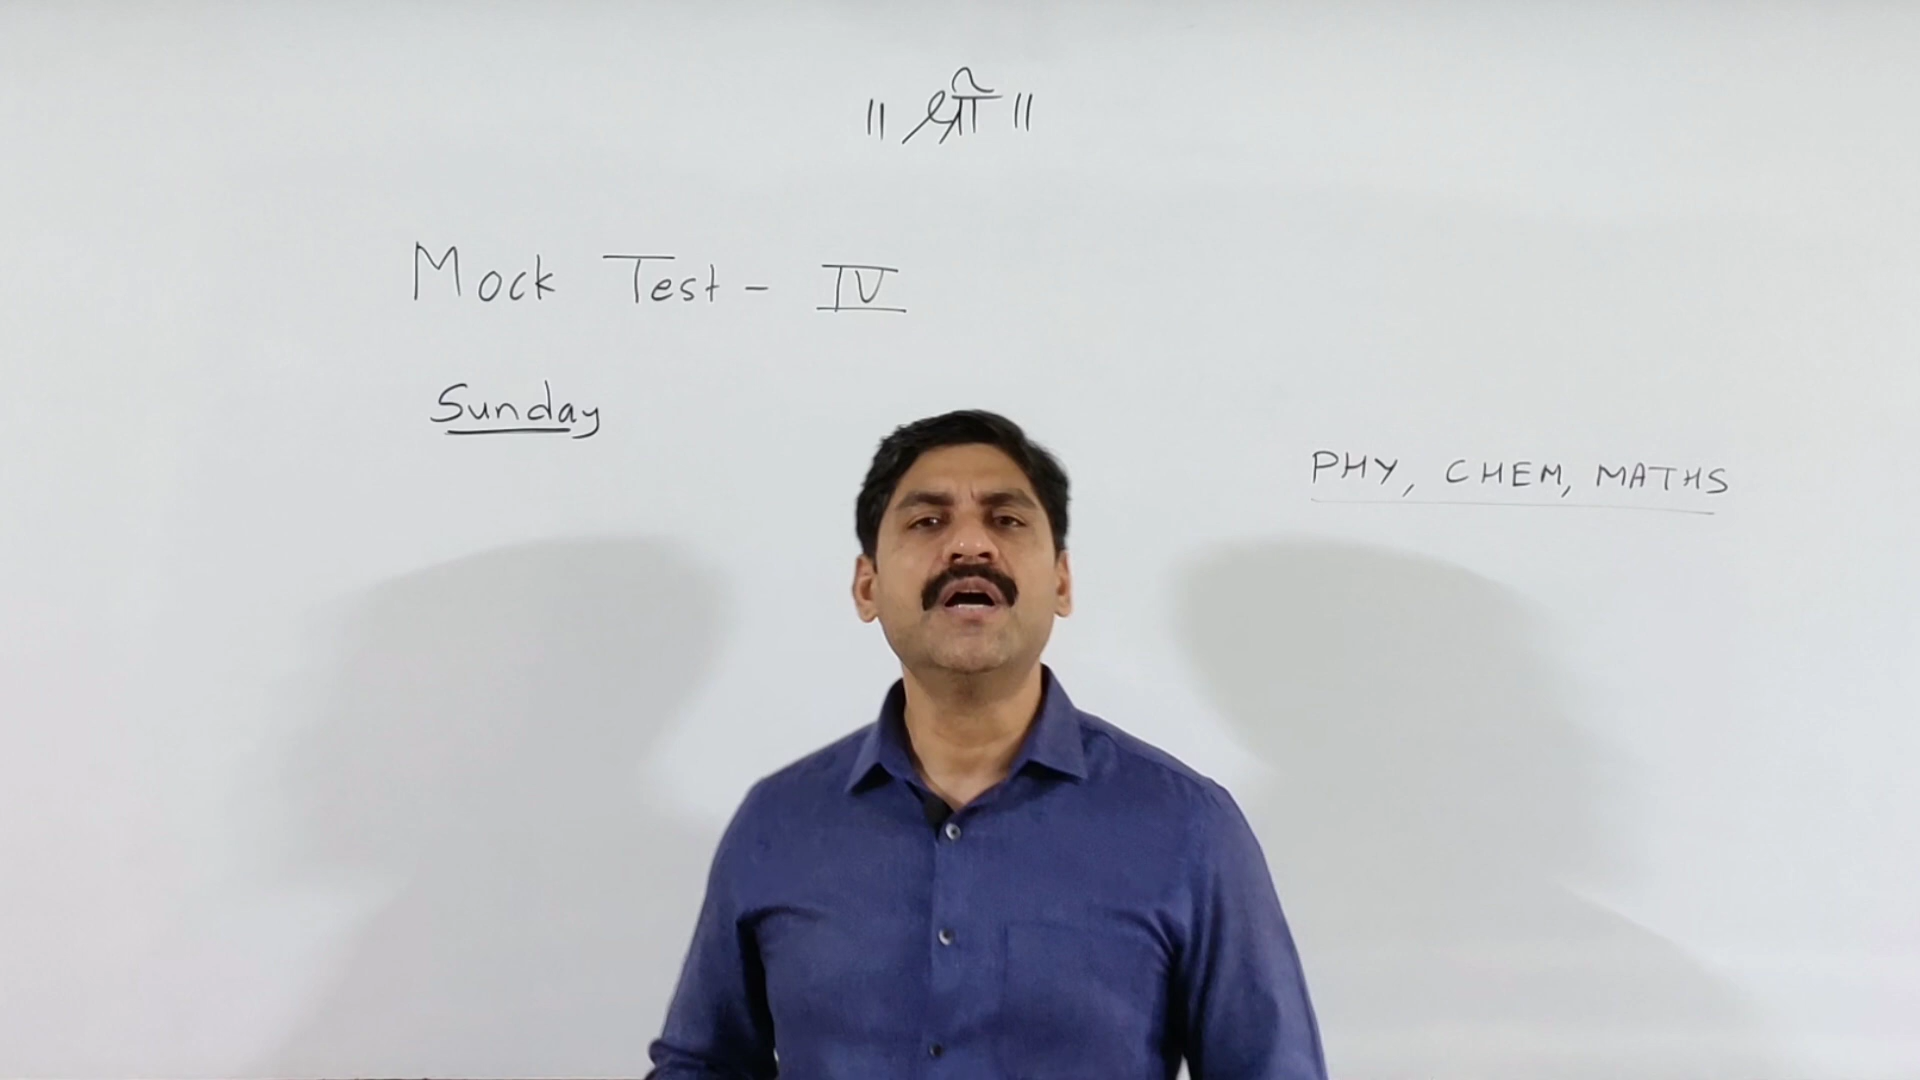 ॥ श्री ॥
Mock Test - IV
Sunday
PHY, CHEM, MATHS